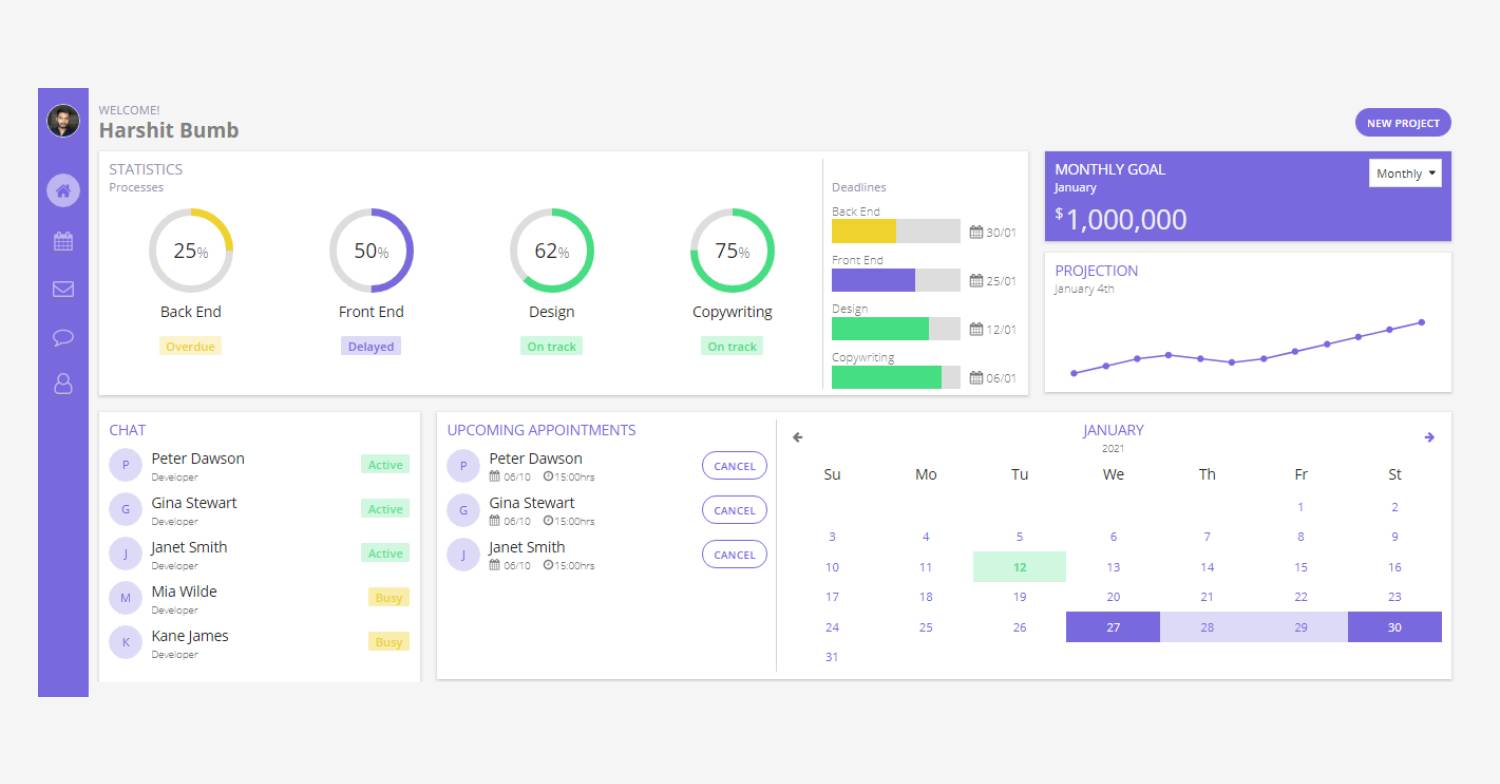 WELCOME!
Harshit Bumb
NEW PROJECT
STATISTICS
Processes
25%
50%
62%
75%
Back End
Front End
Design
Copywriting
Overdue
Delayed
On track
On track
Deadlines
Back End
30/01
Front End
25/01
Design
12/01
Copywriting
06/01
MONTHLY GOAL
January
Monthly
$1,000,000
PROJECTION
January 4th
CHAT
P
Peter Dawson
Developer
Active
G
Gina Stewart
Developer
Active
J
Janet Smith
Developer
Active
M
Mia Wilde
Developer
Busy
K
Kane James
Developer
Busy
UPCOMING APPOINTMENTS
P
Peter Dawson
06/10 15:00hrs
CANCEL
G
Gina Stewart
06/10 15:00hrs
CANCEL
J
Janet Smith
06/10 15:00hrs
CANCEL
JANUARY
2021
Su Mo Tu We Th Fr St
1 2
3 4 5 6 7 8 9
10 11 12 13 14 15 16
17 18 19 20 21 22 23
24 25 26 27 28 29 30
31